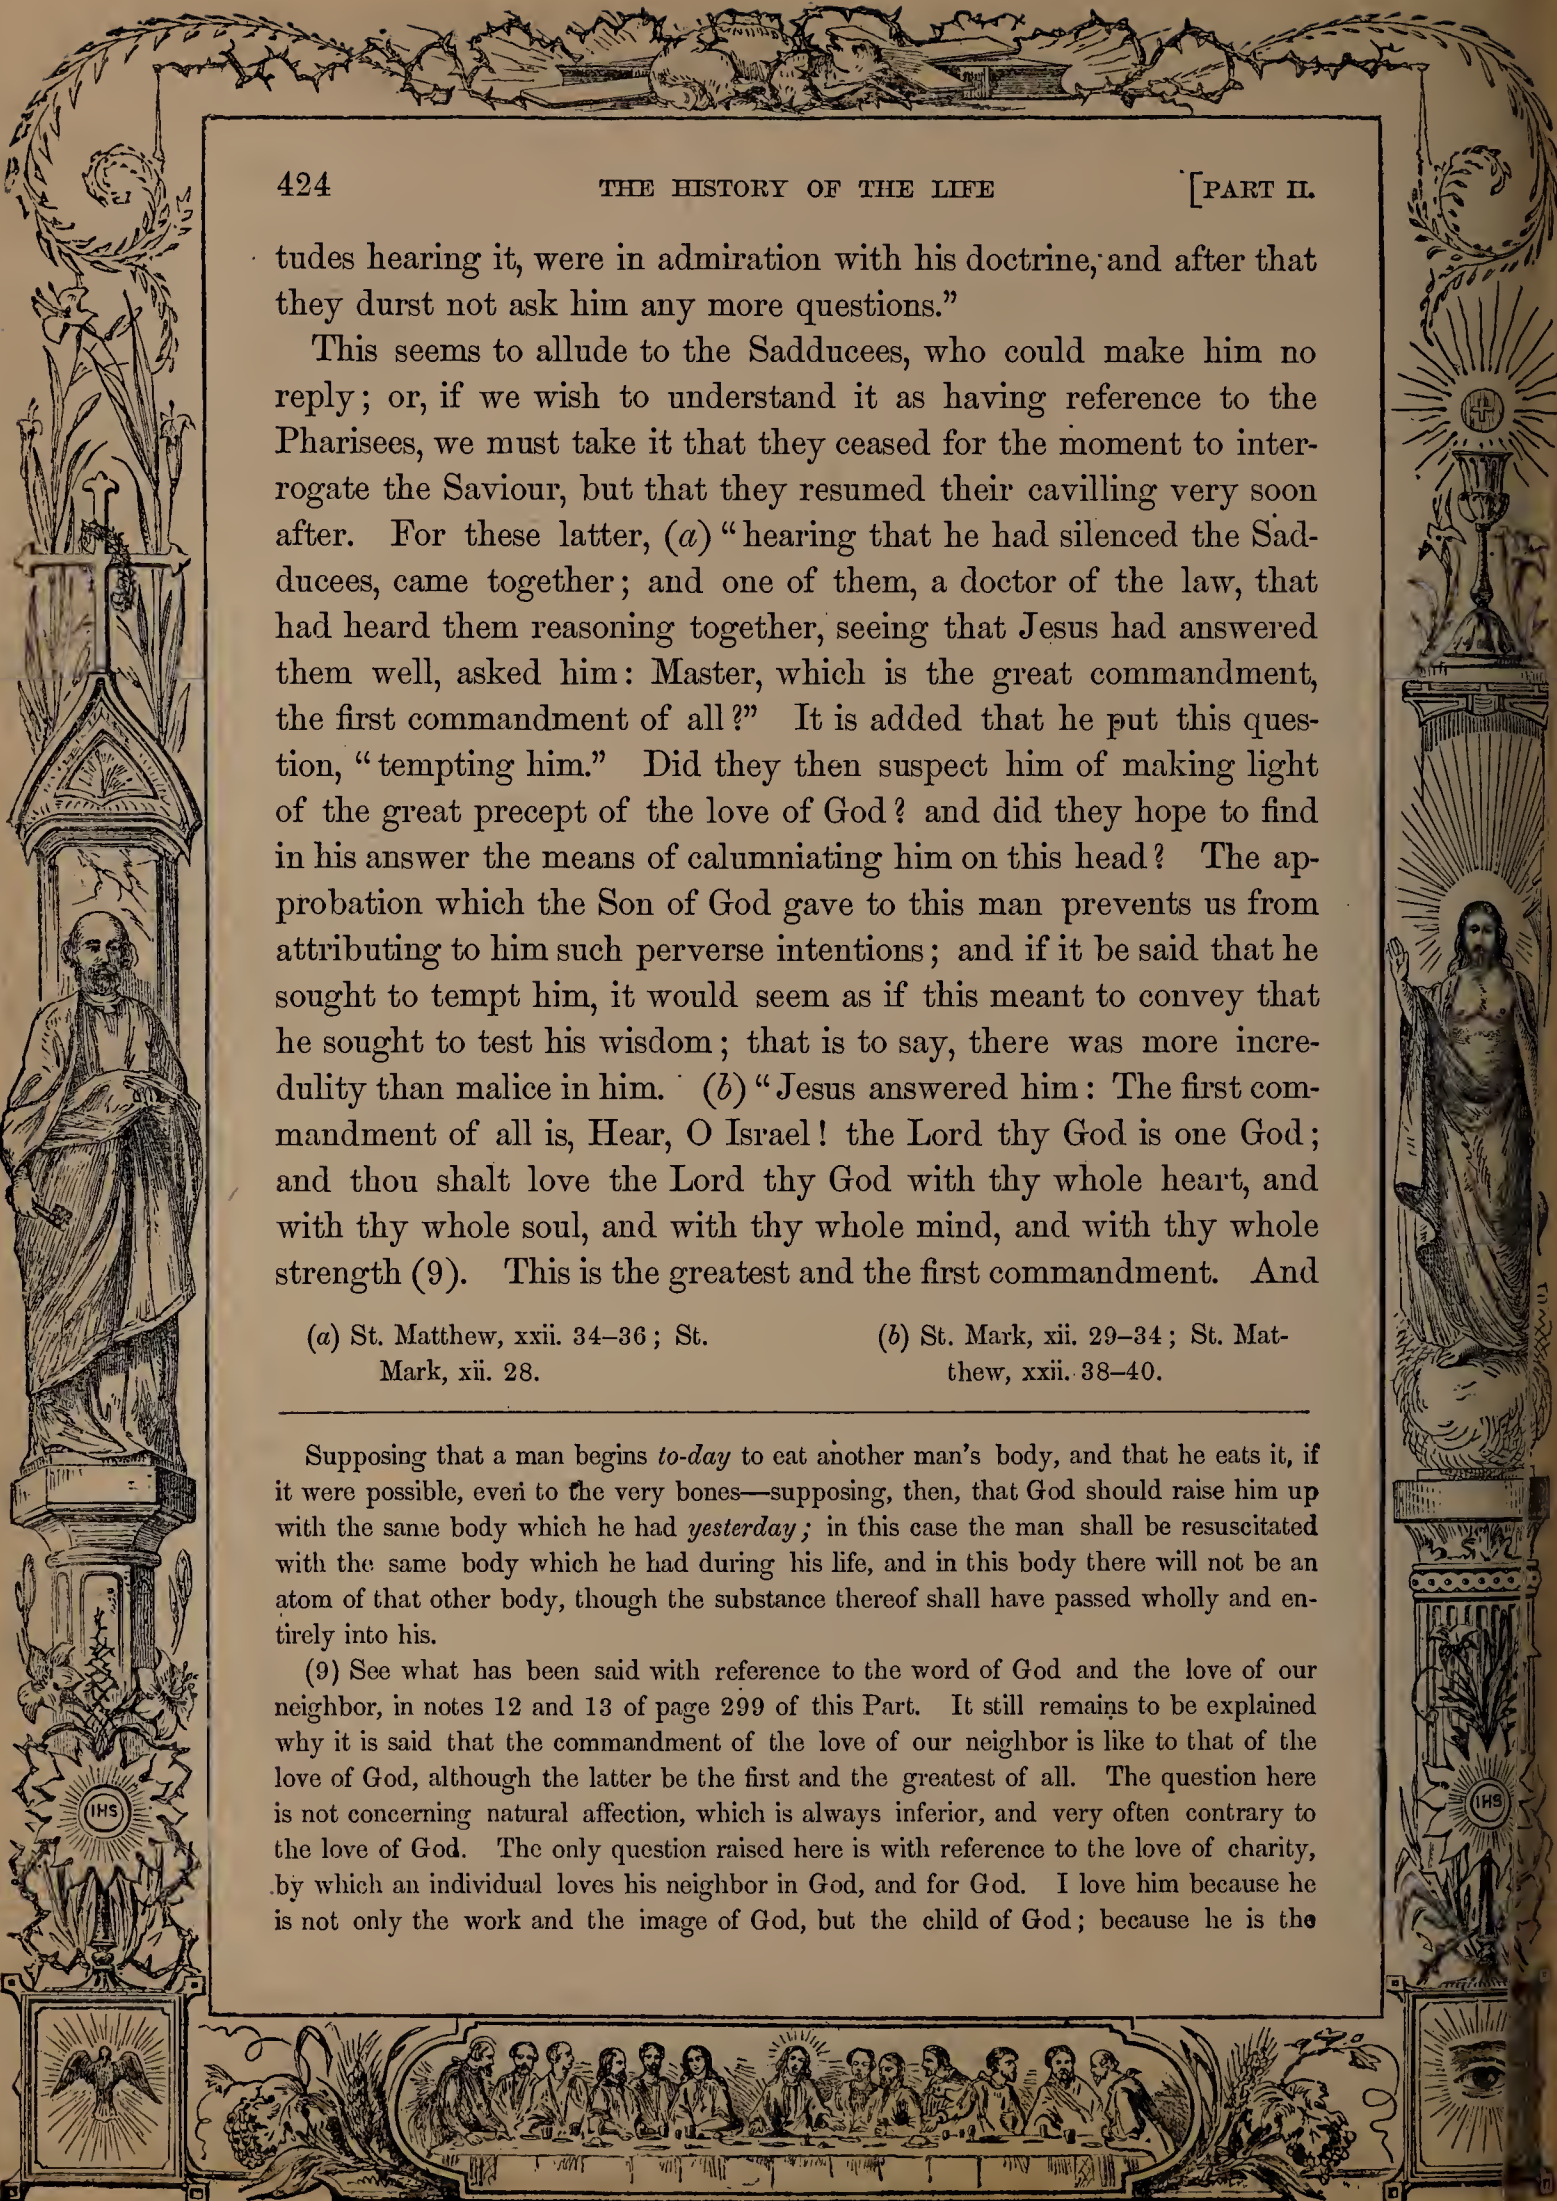 424 THE HISTORY OF THE LIFE [PART II.
tudes hearing it, were in admiration with his doctrine, and after that
they durst not ask him any more questions.”
This seems to allude to the Sadducees, who could make him no
reply; or, if we wish to understand it as having reference to the
Pharisees, we must take it that they ceased for the moment to inter-
rogate the Saviour, but that they resumed their cavilling very soon
after. For these latter, (a) “hearing that he had silenced the Sad-
ducees, came together; and one of them, a doctor of the law, that
had heard them reasoning together, seeing that Jesus had answered
them well, asked him: Master, which is the great commandment,
the first commandment of all?” It is added that he put this ques-
tion, “tempting him.” Did they then suspect him of making light
of the great precept of the love of God? and did they hope to find
in his answer the means of calumniating him on this head? The ap-
probation which the Son of God gave to this man prevents us from
attributing to him such perverse intentions; and if it be said that he
sought to tempt him, it would seem as if this meant to convey that
he sought to test his wisdom; that is to say, there was more incre-
dulity than malice in him. (b) “Jesus answered him: The first com-
mandment of all is, Hear, O Israel! the Lord thy God is one God;
and thou shalt love the Lord thy God with thy whole heart, and
with thy whole soul, and with thy whole mind, and with thy whole
strength (9). This is the greatest and the first commandment. And
(a) St. Matthew, xxii. 34–36; St.
Mark, xii. 28.
(b) St. Mark, xii. 29–34; St. Mat-
thew, xxii. 38–40.
Supposing that a man begins to-day to eat another man’s body, and that he eats it, if
it were possible, even to the very bones—supposing, then, that God should raise him up
with the same body which he had yesterday; in this case the man shall be resuscitated
with the same body which he had during his life, and in this body there will not be an
atom of that other body, though the substance thereof shall have passed wholly and en-
tirely into his.
(9) See what has been said with reference to the word of God and the love of our
neighbor, in notes 12 and 13 of page 299 of this Part. It still remains to be explained
why it is said that the commandment of the love of our neighbor is like to that of the
love of God, although the latter be the first and the greatest of all. The question here
is not concerning natural affection, which is always inferior, and very often contrary to
the love of God. The only question raised here is with reference to the love of charity,
by which an individual loves his neighbor in God, and for God. I love him because he
is not only the work and the image of God, but the child of God; because he is the
IHS
IHS